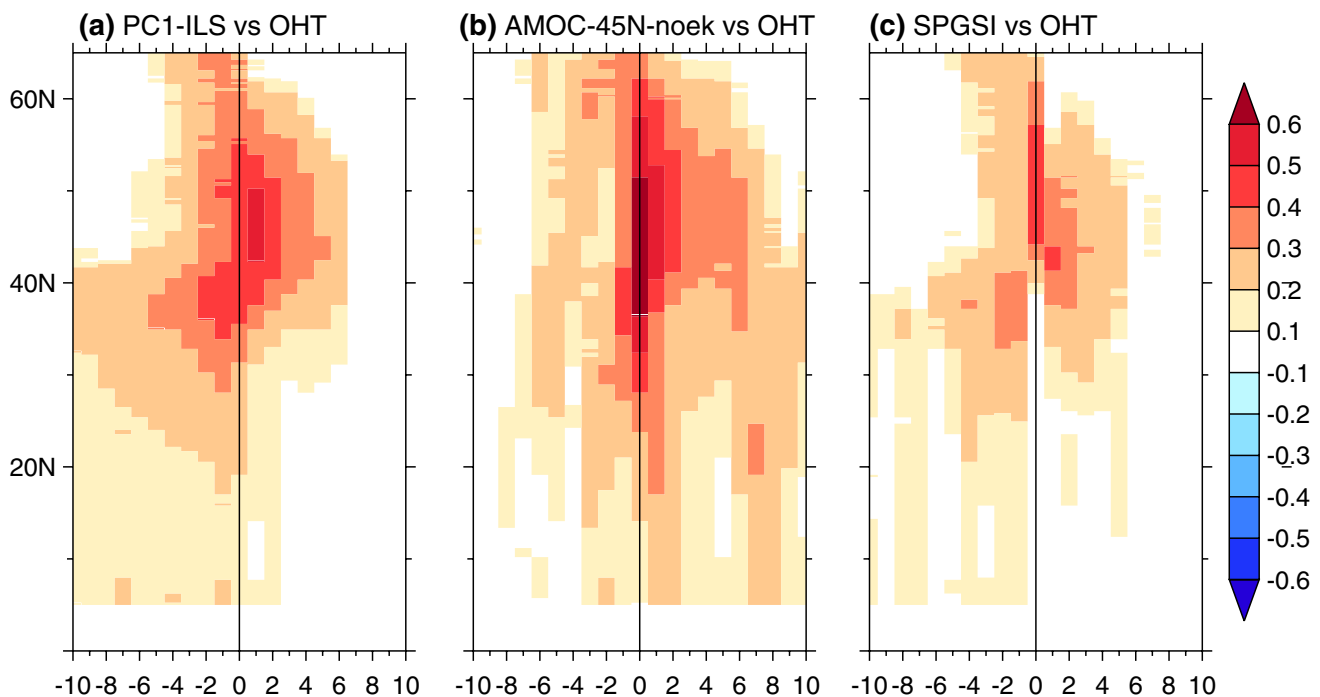 (a) PC1-ILS vs OHT
(b) AMOC-45N-noek vs OHT
(c) SPGSI vs OHT
60N
40N
20N
-10 -8 -6 -4 -2 0 2 4 6 8 10
-10 -8 -6 -4 -2 0 2 4 6 8 10
-10 -8 -6 -4 -2 0 2 4 6 8 10
0.6
0.5
0.4
0.3
0.2
0.1
-0.1
-0.2
-0.3
-0.4
-0.5
-0.6